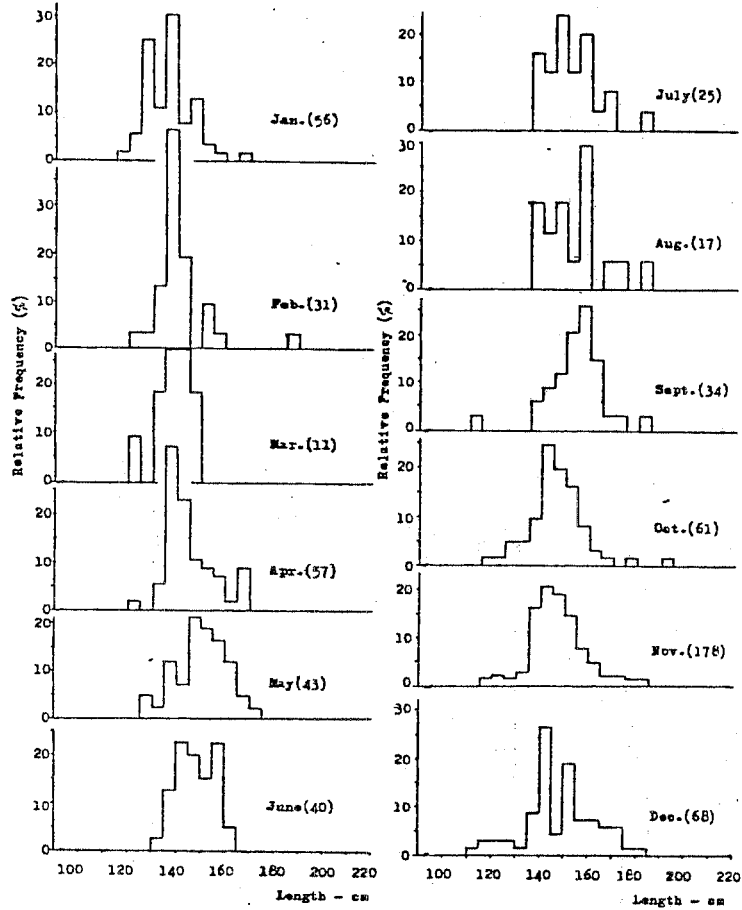 30
20
10
0
Jan.(56)
30
20
10
0
Feb.(31)
20
10
0
Mar.(11)
30
20
10
0
Apr.(57)
20
10
0
May(43)
20
10
0
June(40)
100 120 140 160 180 200 220
Length - cm
Relative Frequency (%)
20
10
0
July(25)
30
20
10
0
Aug.(17)
20
10
0
Sept.(34)
20
10
0
Oct.(61)
20
10
0
Nov.(178)
30
20
10
0
Dec.(68)
100 120 140 160 180 200 220
Length - cm
Relative Frequency (%)